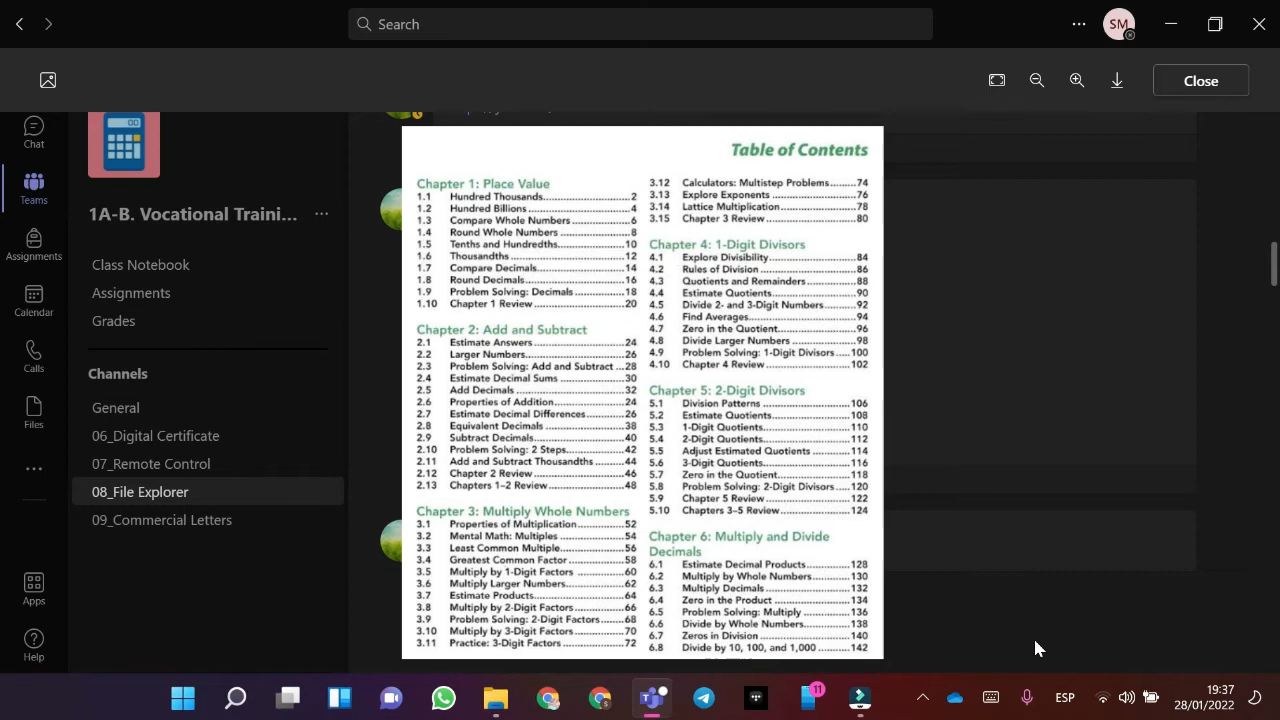 Search
SM
Close
Chat
Teams
Assignments
Calendar
Calls
Files
Apps
Help
11-BT Vocational Traini...
Class Notebook
Assignments
Grades
Channels
General
06_Digital Certificate
07_Remote Control
Explorer
Commercial Letters
Table of Contents
Chapter 1: Place Value
1.1 Hundred Thousands 2
1.2 Hundred Billions 4
1.3 Compare Whole Numbers 6
1.4 Round Whole Numbers 8
1.5 Tenths and Hundredths 10
1.6 Thousandths 12
1.7 Compare Decimals 14
1.8 Round Decimals 16
1.9 Problem Solving: Decimals 18
1.10 Chapter 1 Review 20
Chapter 2: Add and Subtract
2.1 Estimate Answers 24
2.2 Larger Numbers 26
2.3 Problem Solving: Add and Subtract 28
2.4 Estimate Decimal Sums 30
2.5 Add Decimals 32
2.6 Properties of Addition 24
2.7 Estimate Decimal Differences 26
2.8 Equivalent Decimals 38
2.9 Subtract Decimals 40
2.10 Problem Solving: 2 Steps 42
2.11 Add and Subtract Thousandths 44
2.12 Chapter 2 Review 46
2.13 Chapters 1–2 Review 48
Chapter 3: Multiply Whole Numbers
3.1 Properties of Multiplication 52
3.2 Mental Math: Multiples 54
3.3 Least Common Multiple 56
3.4 Greatest Common Factor 58
3.5 Multiply by 1-Digit Factors 60
3.6 Multiply Larger Numbers 62
3.7 Estimate Products 64
3.8 Multiply by 2-Digit Factors 66
3.9 Problem Solving: 2-Digit Factors 68
3.10 Multiply by 3-Digit Factors 70
3.11 Practice: 3-Digit Factors 72
3.12 Calculators: Multistep Problems 74
3.13 Explore Exponents 76
3.14 Lattice Multiplication 78
3.15 Chapter 3 Review 80
Chapter 4: 1-Digit Divisors
4.1 Explore Divisibility 84
4.2 Rules of Division 86
4.3 Quotients and Remainders 88
4.4 Estimate Quotients 90
4.5 Divide 2- and 3-Digit Numbers 92
4.6 Find Averages 94
4.7 Zero in the Quotient 96
4.8 Divide Larger Numbers 98
4.9 Problem Solving: 1-Digit Divisors 100
4.10 Chapter 4 Review 102
Chapter 5: 2-Digit Divisors
5.1 Division Patterns 106
5.2 Estimate Quotients 108
5.3 1-Digit Quotients 110
5.4 2-Digit Quotients 112
5.5 Adjust Estimated Quotients 114
5.6 3-Digit Quotients 116
5.7 Zero in the Quotient 118
5.8 Problem Solving: 2-Digit Divisors 120
5.9 Chapter 5 Review 122
5.10 Chapters 3–5 Review 124
Chapter 6: Multiply and Divide
Decimals
6.1 Estimate Decimal Products 128
6.2 Multiply by Whole Numbers 130
6.3 Multiply Decimals 132
6.4 Zero in the Product 134
6.5 Problem Solving: Multiply 136
6.6 Divide by Whole Numbers 138
6.7 Zeros in Division 140
6.8 Divide by 10, 100, and 1,000 142
11
ESP
19:37
28/01/2022